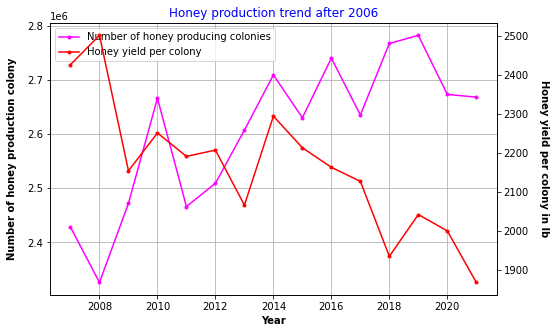 Honey production trend after 2006
1e6
Number of honey producing colonies
Honey yield per colony
2.8
2.7
2.6
2.5
2.4
Number of honey production colony
2500
2400
2300
2200
2100
2000
1900
Honey yield per colony in lb
2008 2010 2012 2014 2016 2018 2020
Year